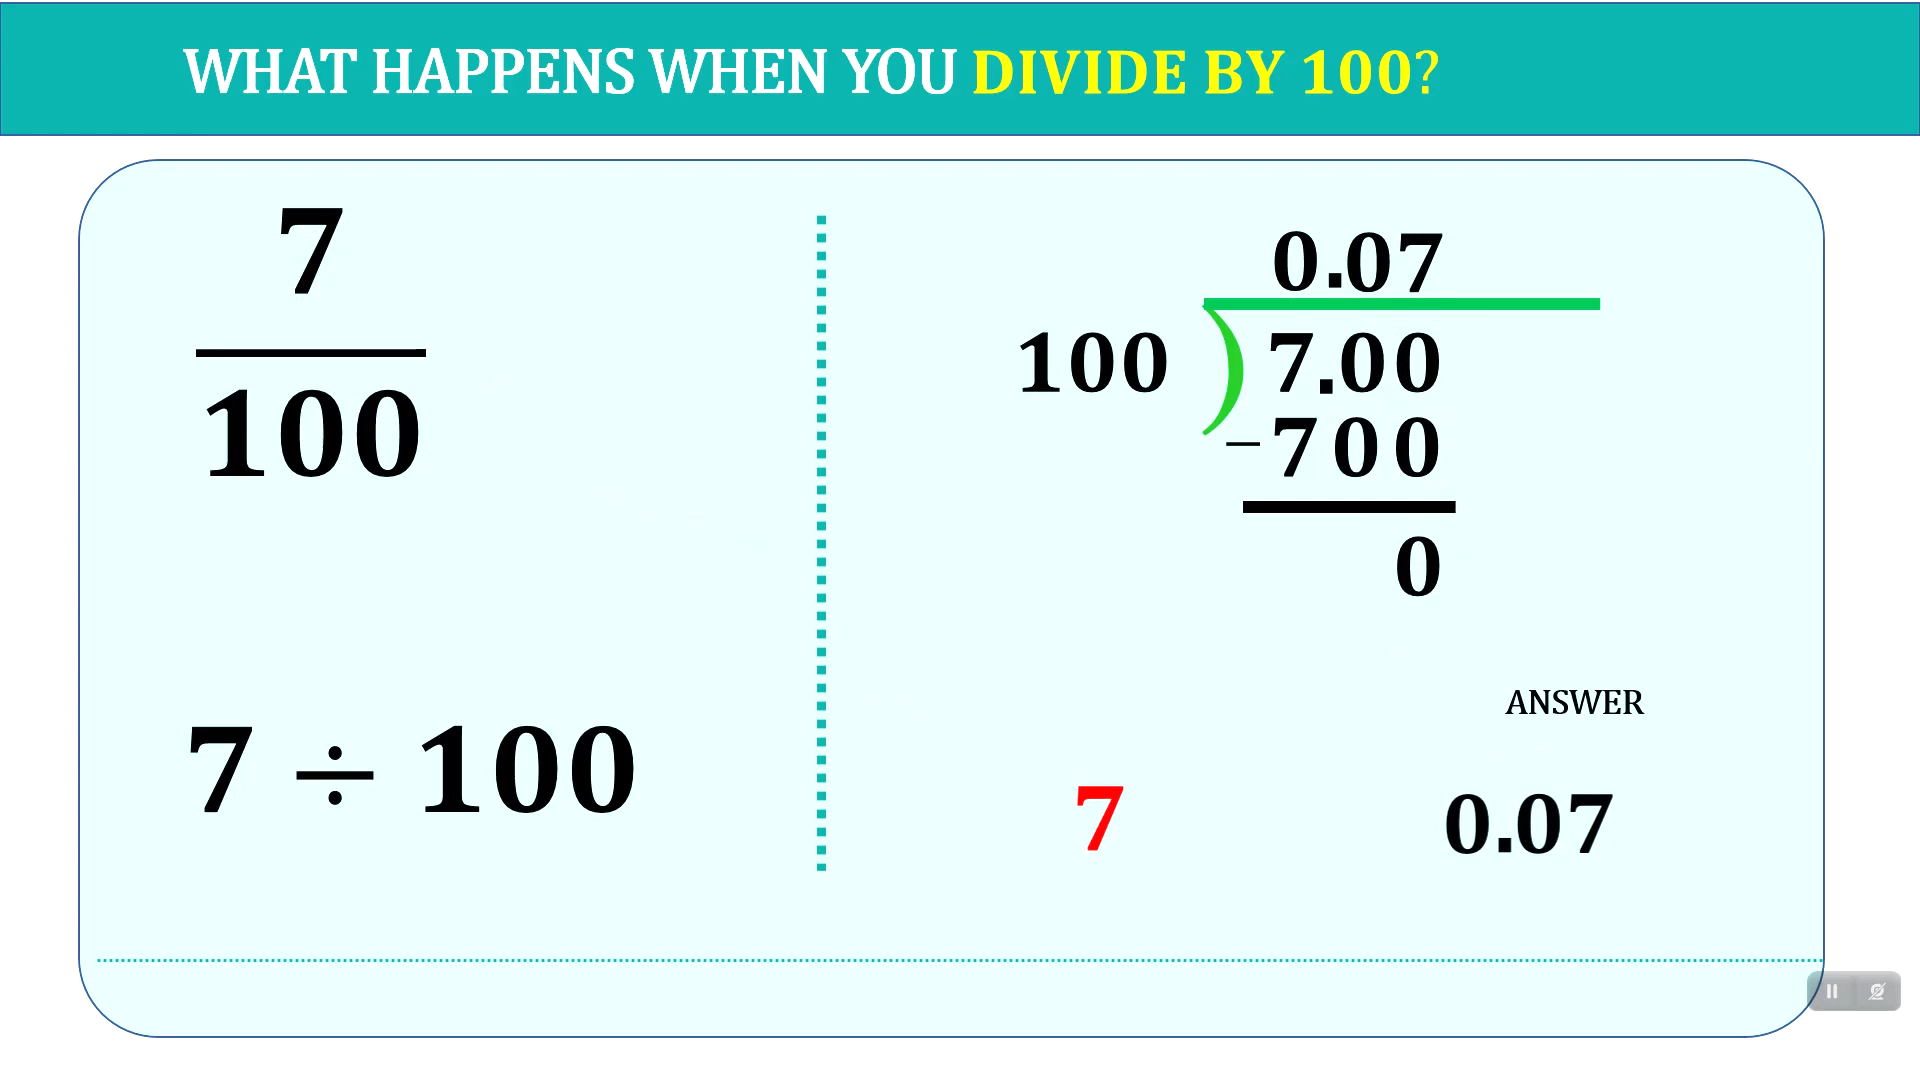 WHAT HAPPENS WHEN YOU DIVIDE BY 100?
7
100
7 ÷ 100
0.07
100 7.00
−700
0
ANSWER
7 0.07